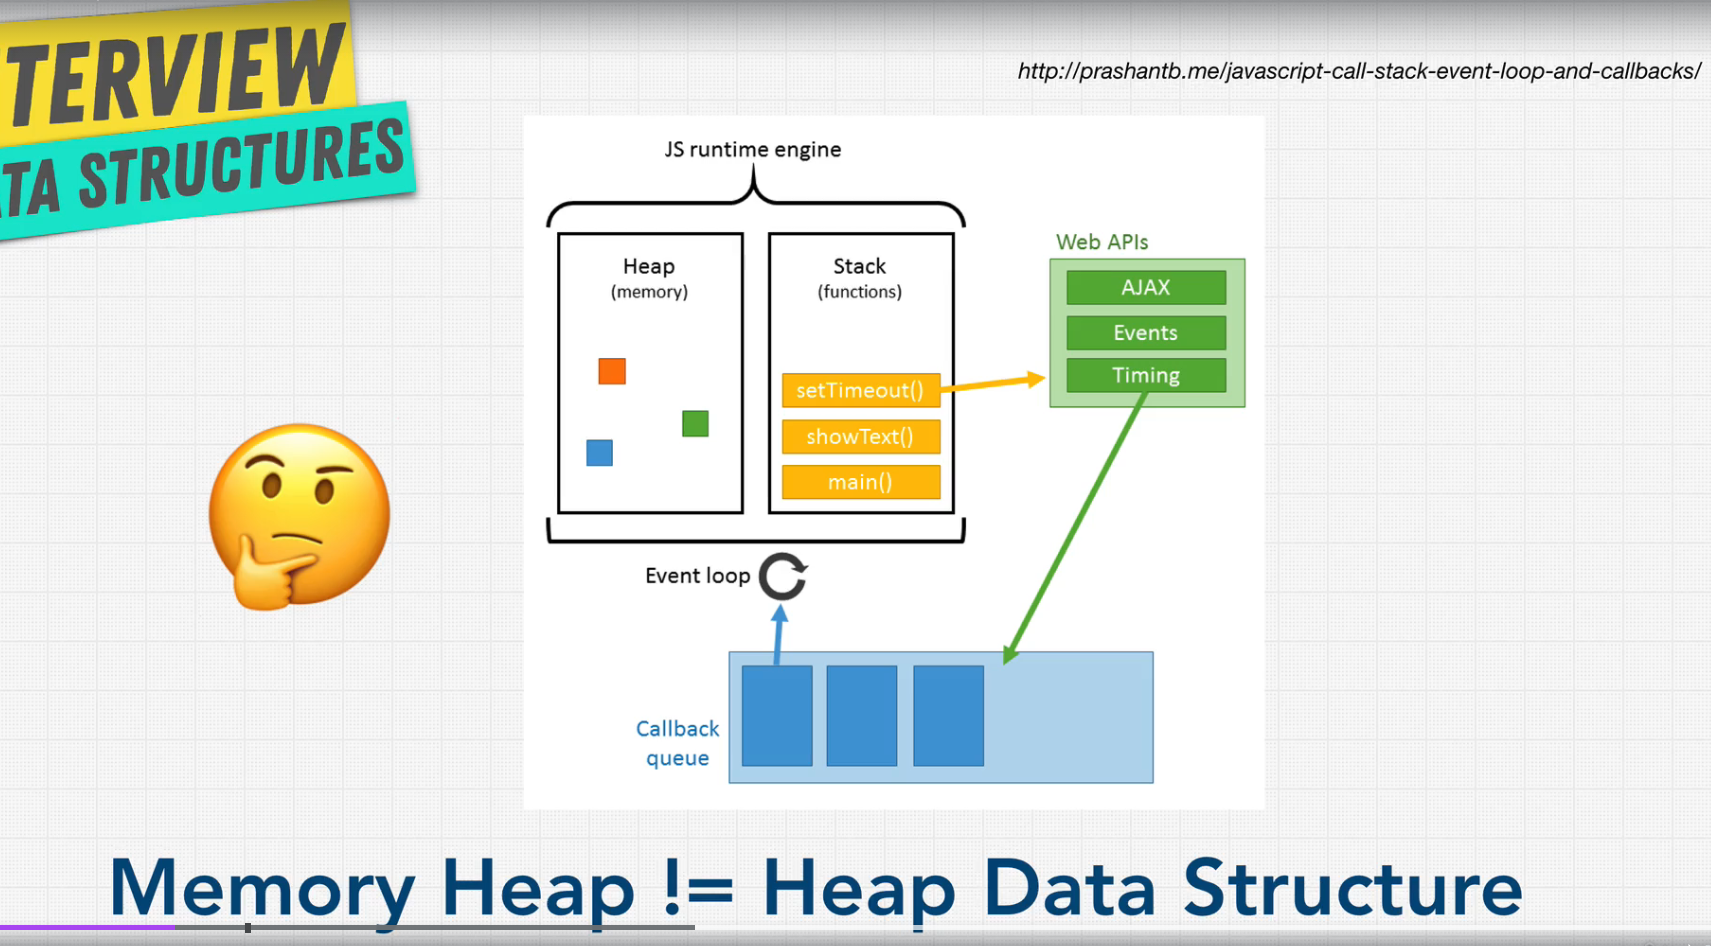 TERVIEW
TA STRUCTURES
http://prashantb.me/javascript-call-stack-event-loop-and-callbacks/
JS runtime engine
Heap
(memory)
Stack
(functions)
setTimeout()
showText()
main()
Web APIs
AJAX
Events
Timing
Event loop
Callback
queue
Memory Heap != Heap Data Structure